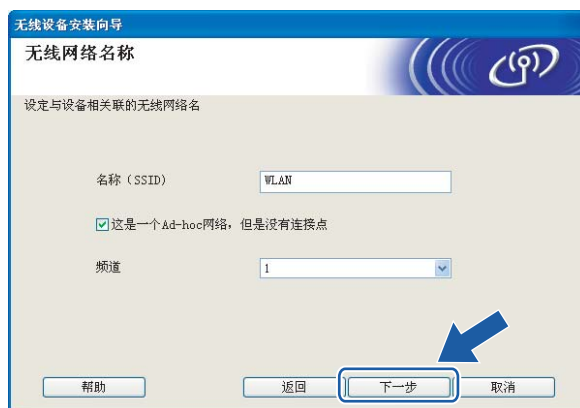 无线设备安装向导
无线网络名称
设定与设备相关联的无线网络名
名称（SSID） WLAN
这是一个Ad-hoc网络，但是没有连接点
频道 1
帮助 返回 下一步 取消